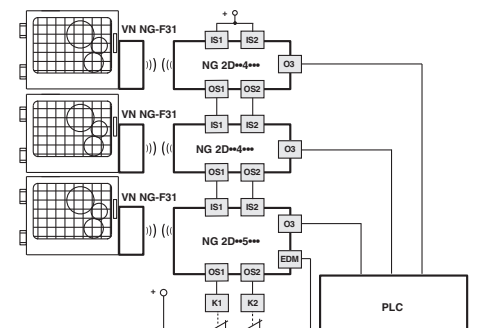 VN NG-F31
+
IS1 IS2
NG 2D••4•••
O3
OS1 OS2
VN NG-F31
IS1 IS2
NG 2D••4•••
O3
OS1 OS2
VN NG-F31
IS1 IS2
O3
NG 2D••5•••
EDM
OS1 OS2
+
K1 K2
PLC